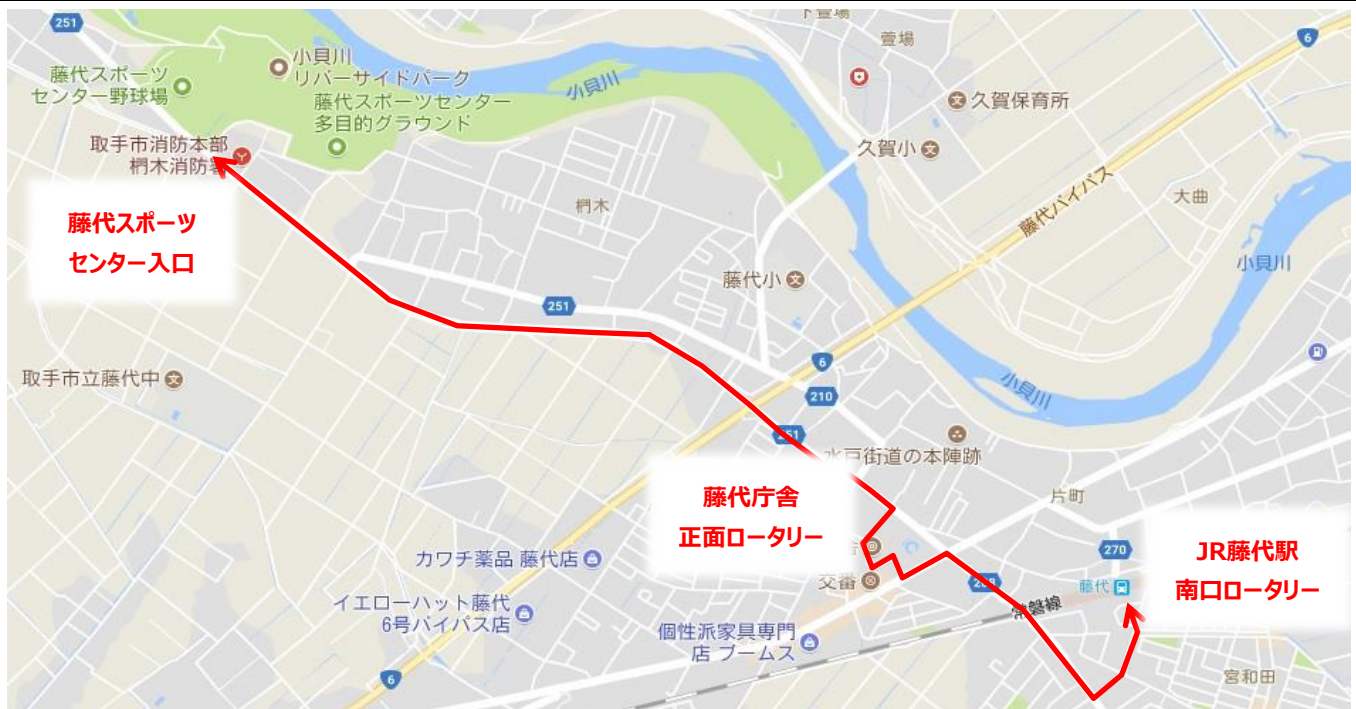 251
小貝川
リバーサイドパーク
藤代スポーツ
センター野球場
藤代スポーツセンター
多目的グラウンド
小貝川
萱場
6
久賀保育所
久賀小
取手市消防本部
椚木消防署
藤代スポーツ
センター入口
椚木
藤代バイパス
大曲
小貝川
藤代小
251
6
取手市立藤代中
210
小貝川
251
水戸街道の本陣跡
藤代庁舎
正面ロータリー
片町
270
JR藤代駅
南口ロータリー
カワチ薬品 藤代店
交番
藤代
常磐線
イエローハット藤代
6号バイパス店
個性派家具専門
店 ブームス
6
宮和田